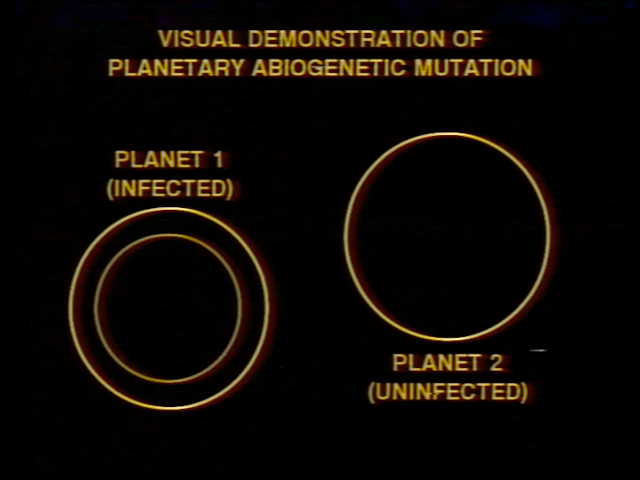 VISUAL DEMONSTRATION OF
PLANETARY ABIOGENETIC MUTATION
PLANET 1
(INFECTED)
PLANET 2
(UNINFECTED)